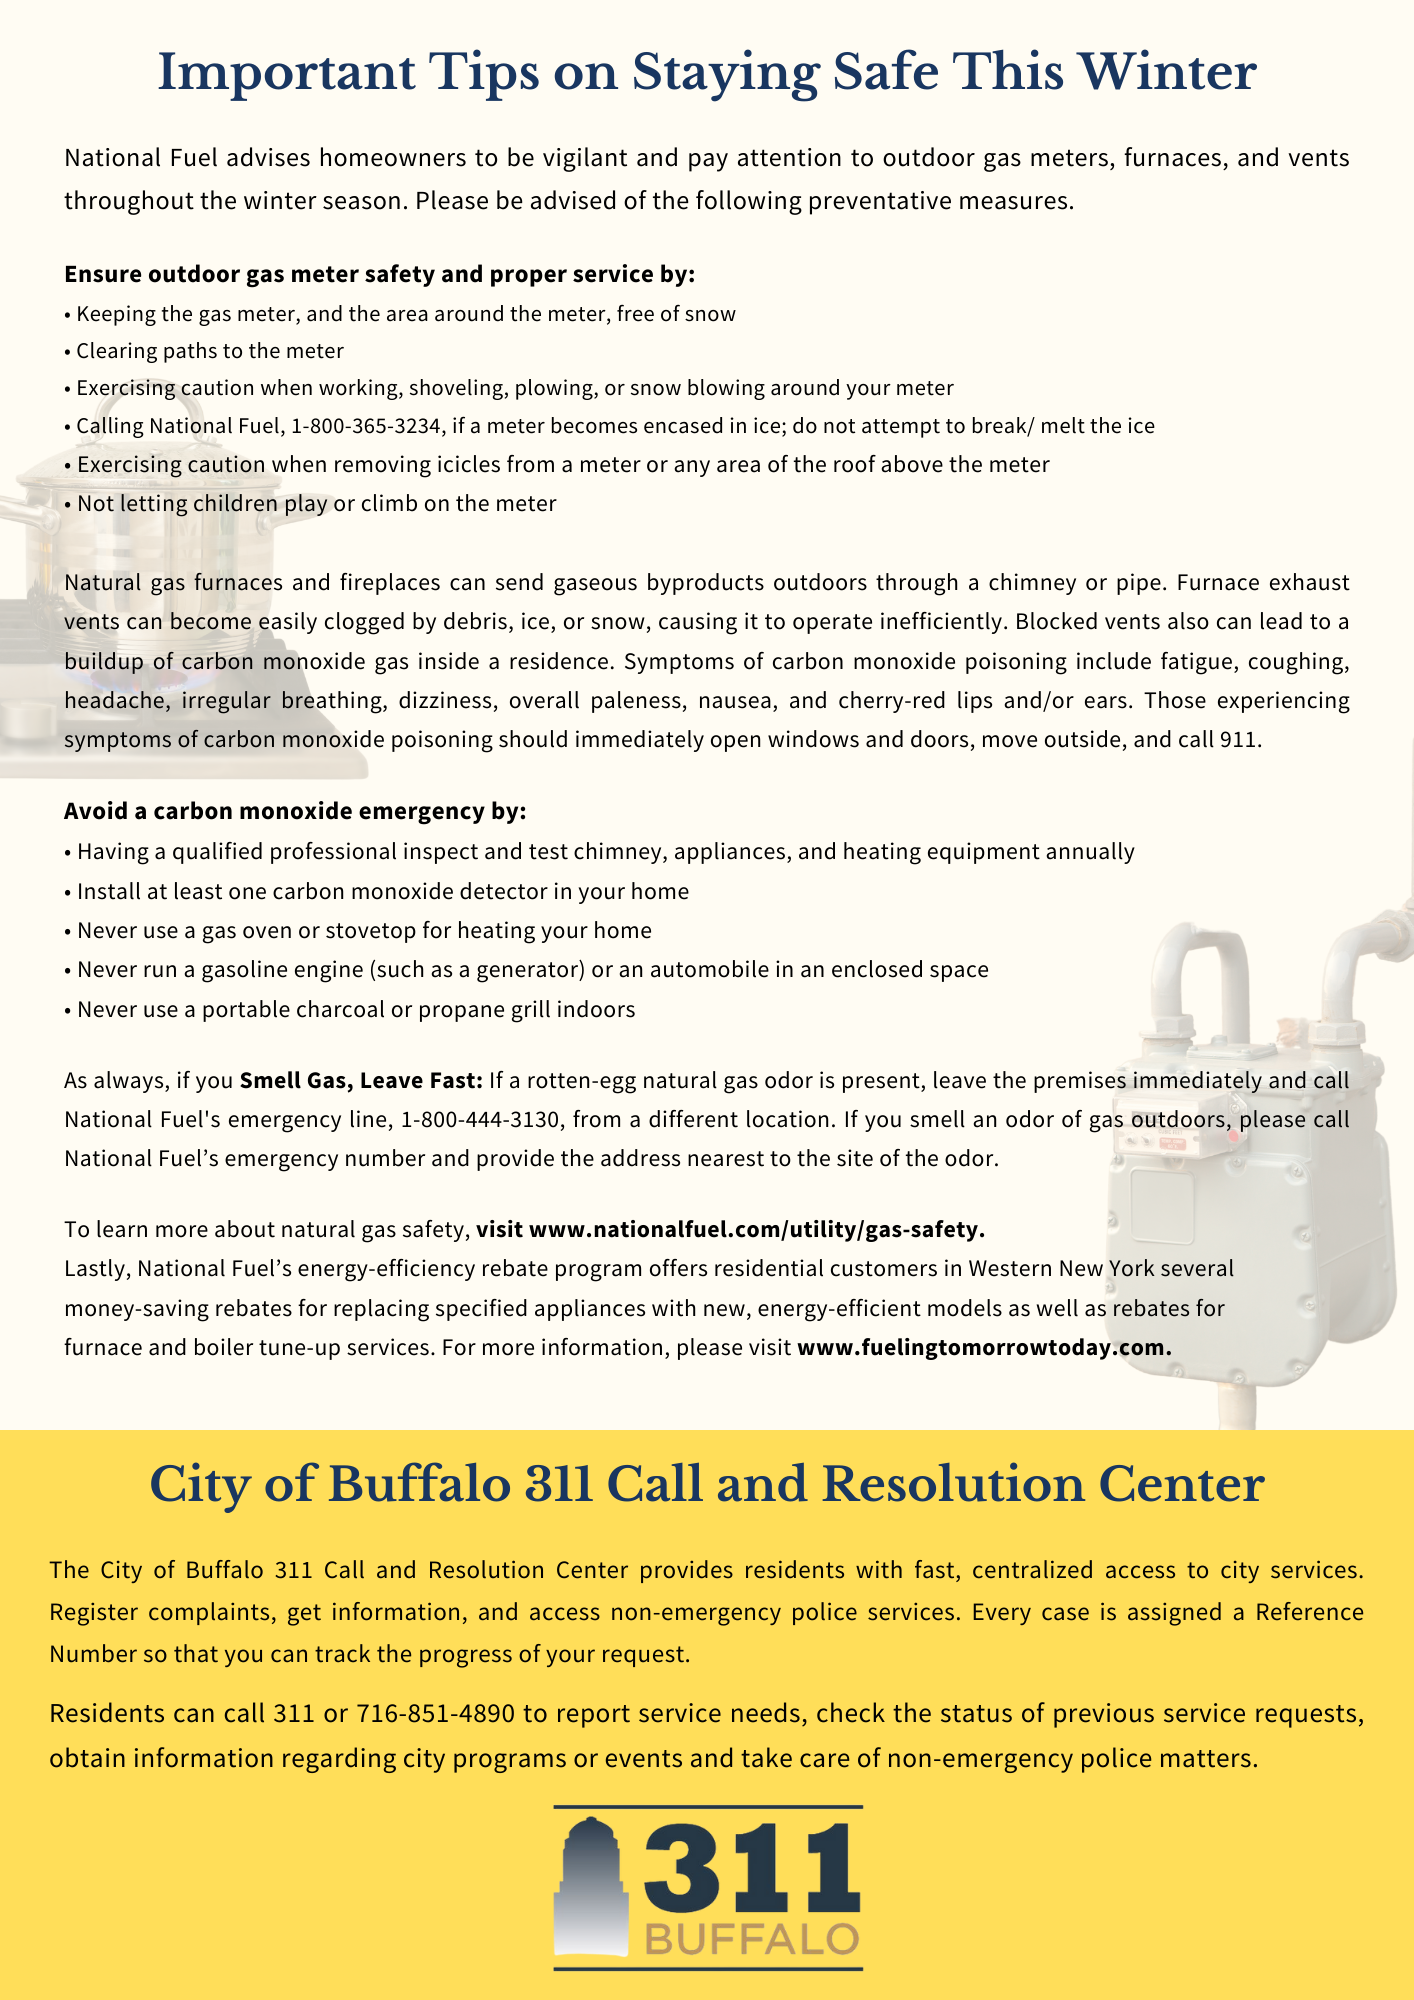 Important Tips on Staying Safe This Winter
National Fuel advises homeowners to be vigilant and pay attention to outdoor gas meters, furnaces, and vents
throughout the winter season. Please be advised of the following preventative measures.
Ensure outdoor gas meter safety and proper service by:
• Keeping the gas meter, and the area around the meter, free of snow
• Clearing paths to the meter
• Exercising caution when working, shoveling, plowing, or snow blowing around your meter
• Calling National Fuel, 1-800-365-3234, if a meter becomes encased in ice; do not attempt to break/ melt the ice
• Exercising caution when removing icicles from a meter or any area of the roof above the meter
• Not letting children play or climb on the meter
Natural gas furnaces and fireplaces can send gaseous byproducts outdoors through a chimney or pipe. Furnace exhaust
vents can become easily clogged by debris, ice, or snow, causing it to operate inefficiently. Blocked vents also can lead to a
buildup of carbon monoxide gas inside a residence. Symptoms of carbon monoxide poisoning include fatigue, coughing,
headache, irregular breathing, dizziness, overall paleness, nausea, and cherry-red lips and/or ears. Those experiencing
symptoms of carbon monoxide poisoning should immediately open windows and doors, move outside, and call 911.
Avoid a carbon monoxide emergency by:
• Having a qualified professional inspect and test chimney, appliances, and heating equipment annually
• Install at least one carbon monoxide detector in your home
• Never use a gas oven or stovetop for heating your home
• Never run a gasoline engine (such as a generator) or an automobile in an enclosed space
• Never use a portable charcoal or propane grill indoors
As always, if you Smell Gas, Leave Fast: If a rotten-egg natural gas odor is present, leave the premises immediately and call
National Fuel's emergency line, 1-800-444-3130, from a different location. If you smell an odor of gas outdoors, please call
National Fuel’s emergency number and provide the address nearest to the site of the odor.
To learn more about natural gas safety, visit www.nationalfuel.com/utility/gas-safety.
Lastly, National Fuel’s energy-efficiency rebate program offers residential customers in Western New York several
money-saving rebates for replacing specified appliances with new, energy-efficient models as well as rebates for
furnace and boiler tune-up services. For more information, please visit www.fuelingtomorrowtoday.com.
City of Buffalo 311 Call and Resolution Center
The City of Buffalo 311 Call and Resolution Center provides residents with fast, centralized access to city services.
Register complaints, get information, and access non-emergency police services. Every case is assigned a Reference
Number so that you can track the progress of your request.
Residents can call 311 or 716-851-4890 to report service needs, check the status of previous service requests,
obtain information regarding city programs or events and take care of non-emergency police matters.
311
BUFFALO